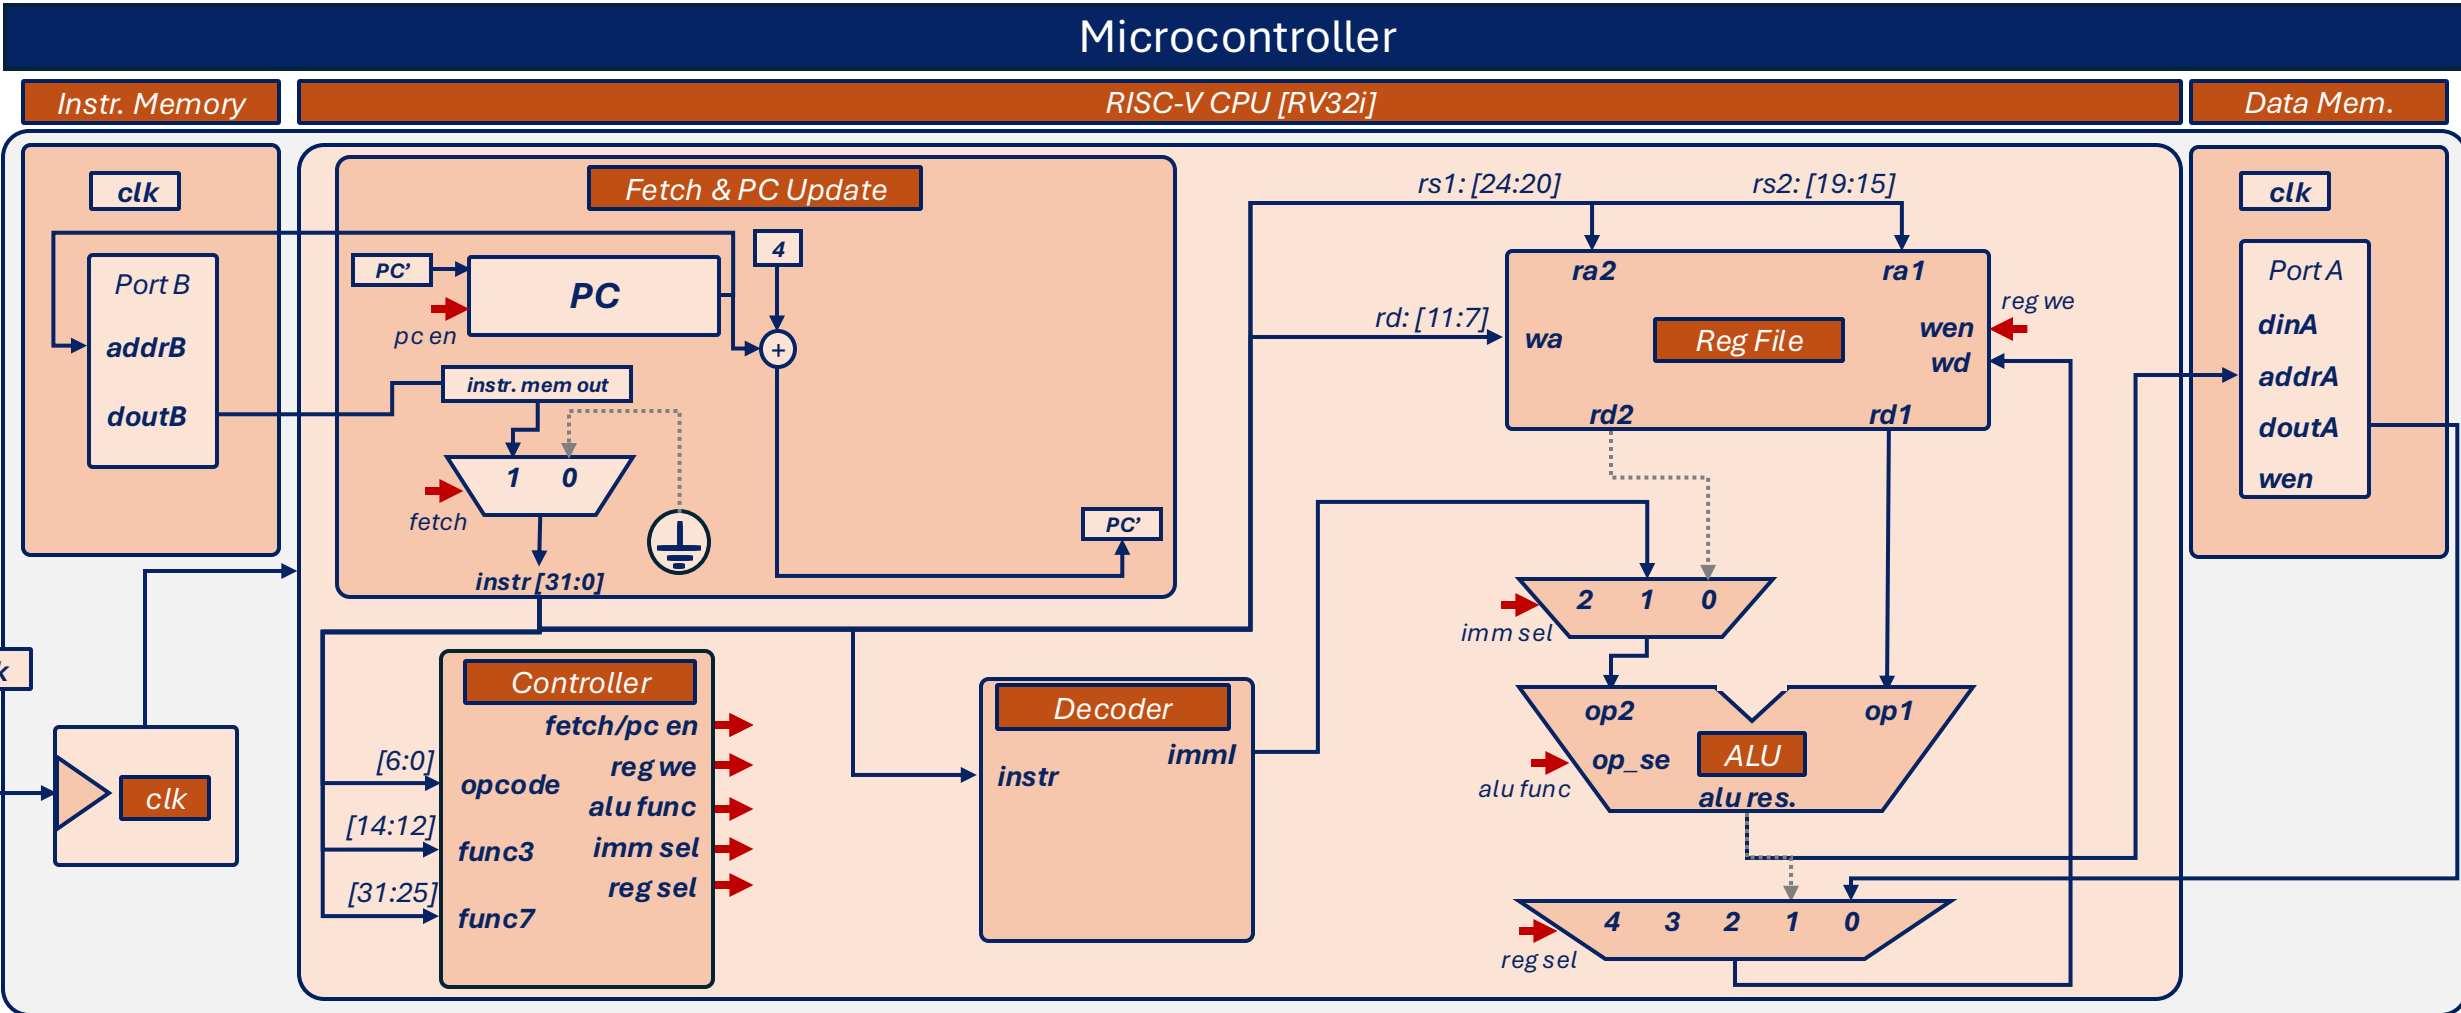 Microcontroller
Instr. Memory
RISC-V CPU [RV32i]
Data Mem.
clk
Port B
addrB
doutB
Fetch & PC Update
PC’
PC
pc en
4
+
instr. mem out
1 0
fetch
instr [31:0]
PC’
rs1: [24:20]
rs2: [19:15]
rd: [11:7]
ra2
ra1
wa
Reg File
wen
wd
reg we
rd2
rd1
clk
Port A
dinA
addrA
doutA
wen
2 1 0
imm sel
op2
op1
op_se
ALU
alu func
alu res.
4 3 2 1 0
reg sel
k
clk
Controller
fetch/pc en
reg we
alu func
imm sel
reg sel
[6:0]
opcode
[14:12]
func3
[31:25]
func7
Decoder
immI
instr